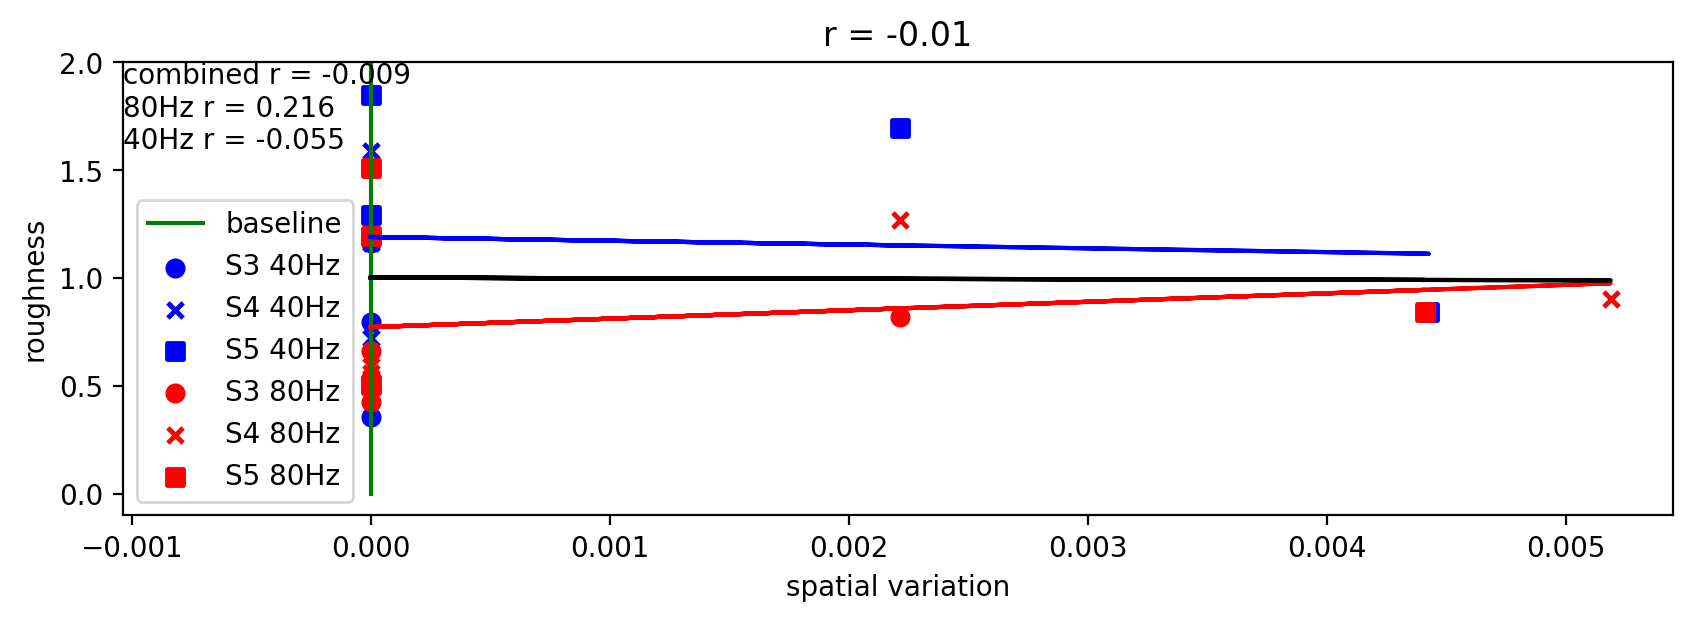 r = -0.01
combined r = -0.009
80Hz r = 0.216
40Hz r = -0.055
2.0
1.5
1.0
0.5
0.0
roughness
baseline
S3 40Hz
S4 40Hz
S5 40Hz
S3 80Hz
S4 80Hz
S5 80Hz
−0.001 0.000 0.001 0.002 0.003 0.004 0.005
spatial variation